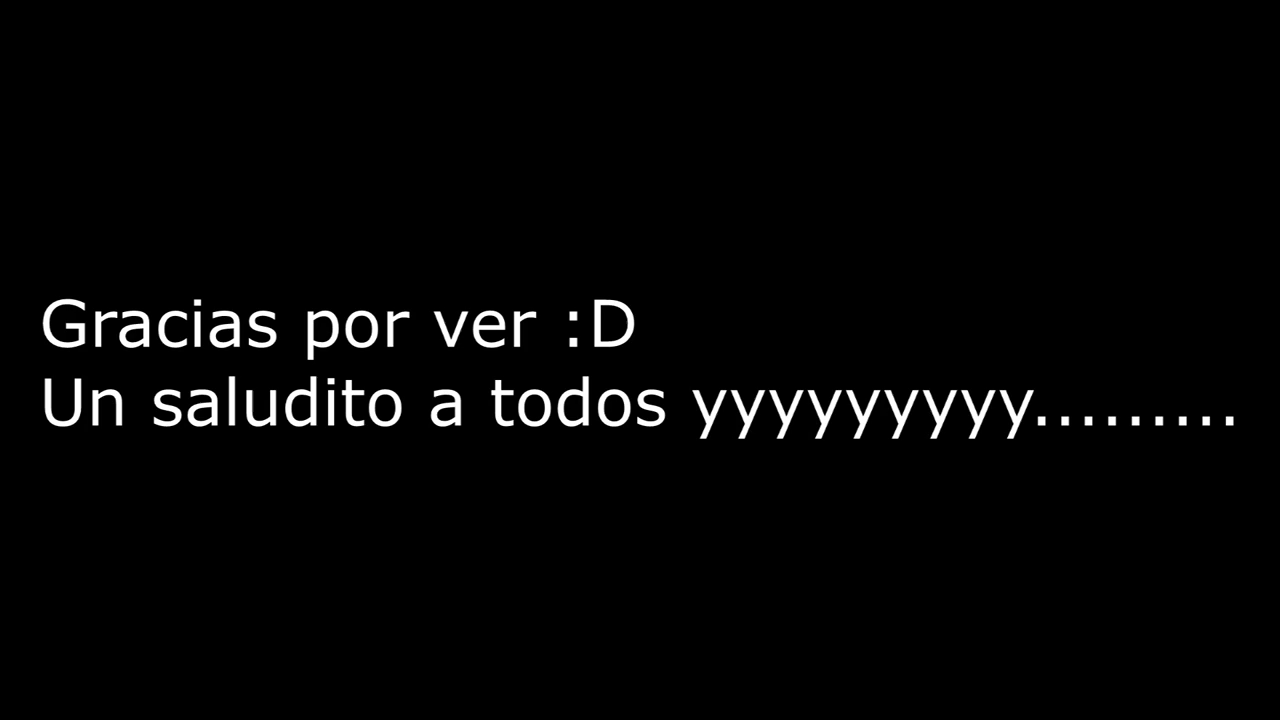 Gracias por ver :D
Un saludito a todos yyyyyyyyy.........